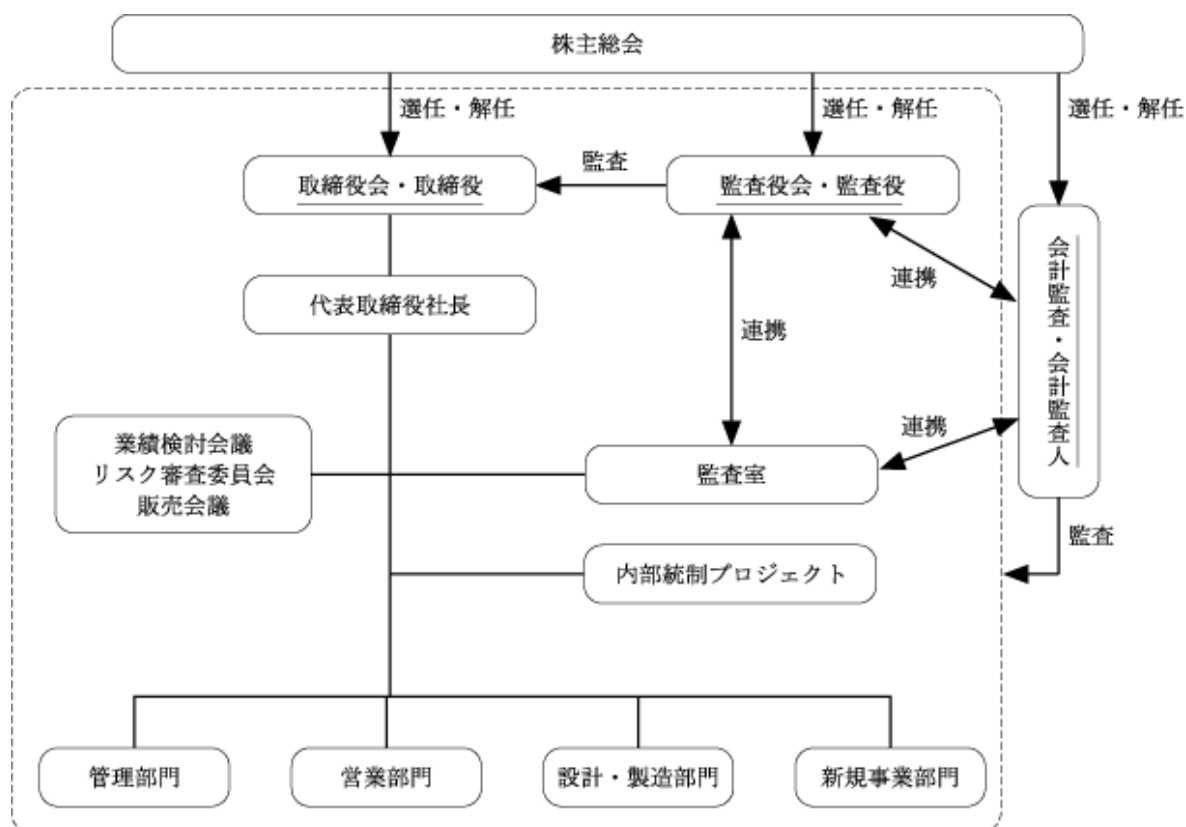 株主総会
選任・解任
選任・解任
選任・解任
取締役会・取締役
監査
監査役会・監査役
会計監査・会計監査人
連携
代表取締役社長
連携
業績検討会議
リスク審査委員会
販売会議
連携
監査室
監査
内部統制プロジェクト
管理部門
営業部門
設計・製造部門
新規事業部門